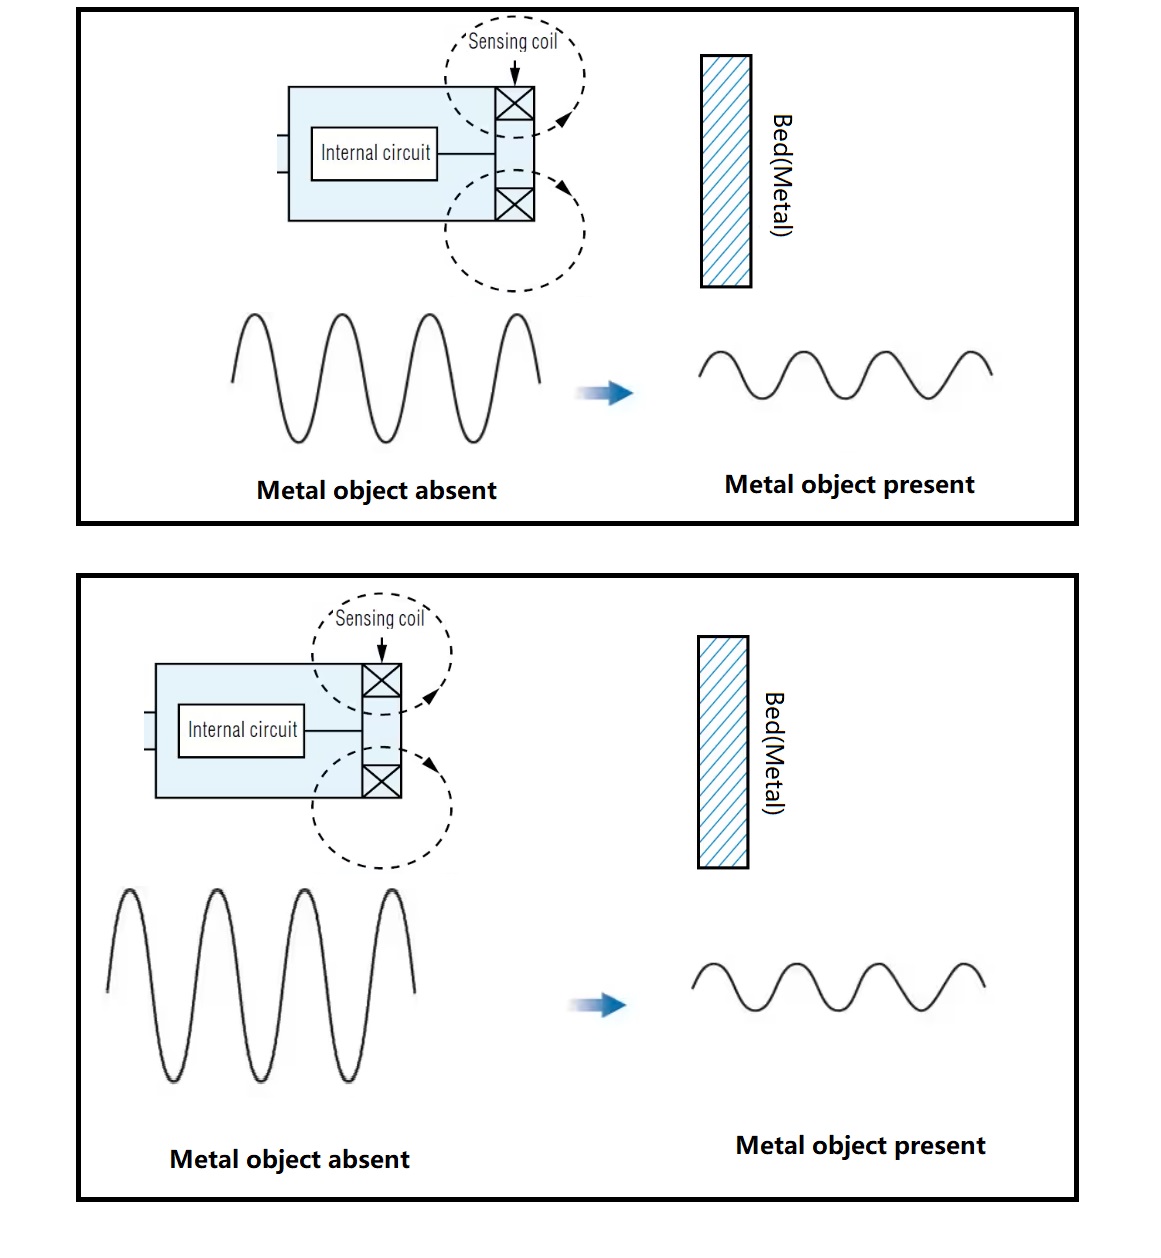 Sensing coil
Internal circuit
Bed(Metal)
Metal object absent
Metal object present
Sensing coil
Internal circuit
Bed(Metal)
Metal object absent
Metal object present